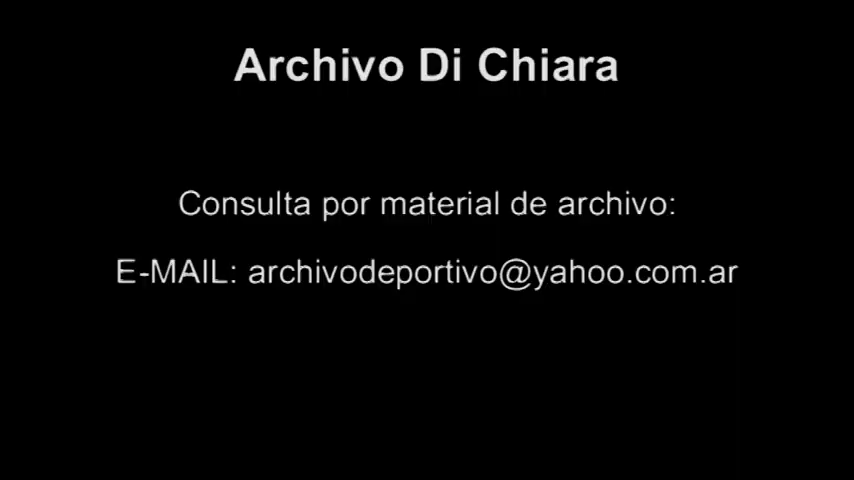 Archivo Di Chiara
Consulta por material de archivo:
E-MAIL: archivodeportivo@yahoo.com.ar